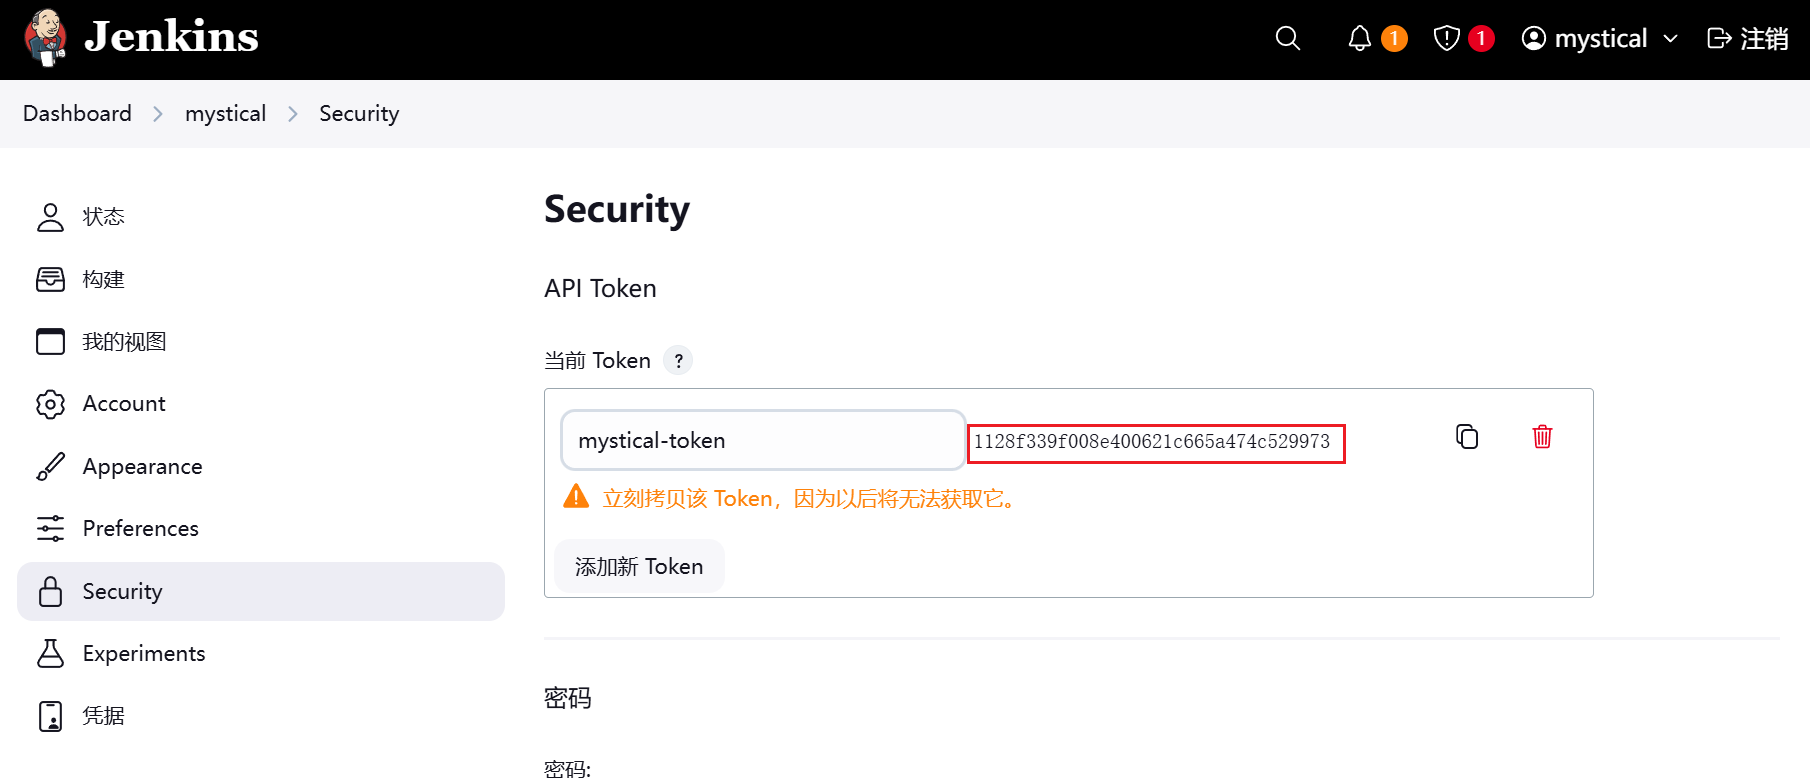 Jenkins
1
1
mystical
注销
Dashboard
mystical
Security
状态
构建
我的视图
Account
Appearance
Preferences
Security
Experiments
凭据
Security
API Token
当前 Token ?
mystical-token
1128f339f008e400621c665a474c529973
立刻拷贝该 Token，因为以后将无法获取它。
添加新 Token
密码
密码: